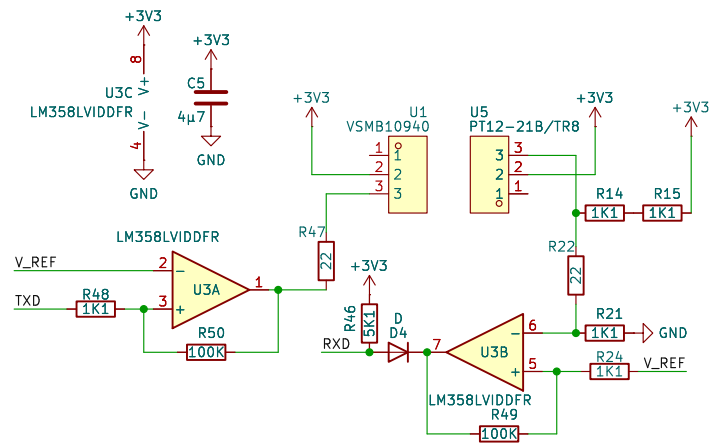 +3V3
8
V+
U3C
LM358LVIDDFR
V-
4
GND
+3V3
C5
4µ7
GND
+3V3
U1
VSMB10940
1
1
2
2
3
3
U5
PT12-21B/TR8
3
3
2
2
1
1
+3V3
+3V3
R14
1K1
R15
1K1
R22
22
LM358LVIDDFR
V_REF
2
-
U3A
1
R47
22
TXD
R48
1K1
3
+
R50
100K
+3V3
R46
5K1
RXD
D
D4
7
U3B
-
6
+
5
R21
1K1
GND
R24
1K1
V_REF
LM358LVIDDFR
R49
100K